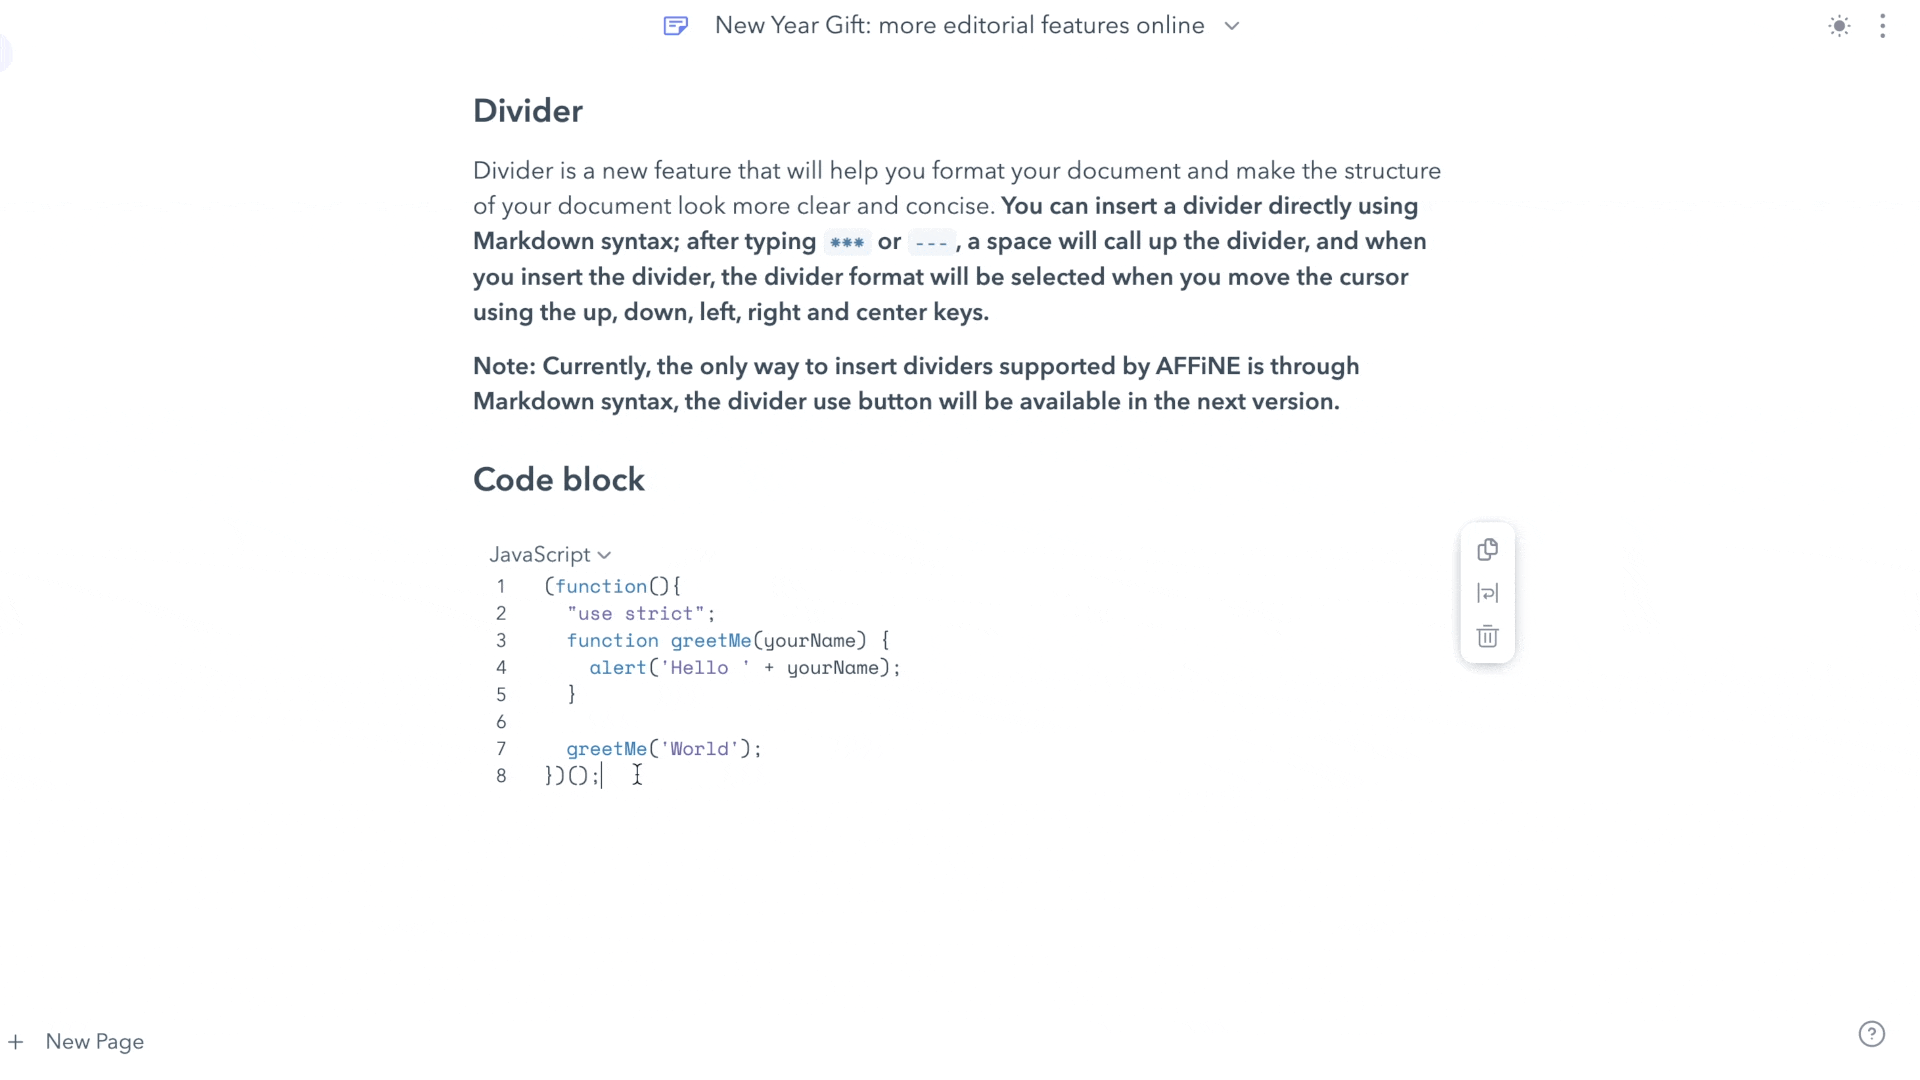 New Year Gift: more editorial features online
Divider
Divider is a new feature that will help you format your document and make the structure
of your document look more clear and concise. You can insert a divider directly using
Markdown syntax; after typing *** or ---, a space will call up the divider, and when
you insert the divider, the divider format will be selected when you move the cursor
using the up, down, left, right and center keys.
Note: Currently, the only way to insert dividers supported by AFFiNE is through
Markdown syntax, the divider use button will be available in the next version.
Code block
JavaScript
1 (function(){
2   "use strict";
3   function greetMe(yourName) {
4     alert('Hello ' + yourName);
5   }
6
7   greetMe('World');
8 })();
+ New Page
?